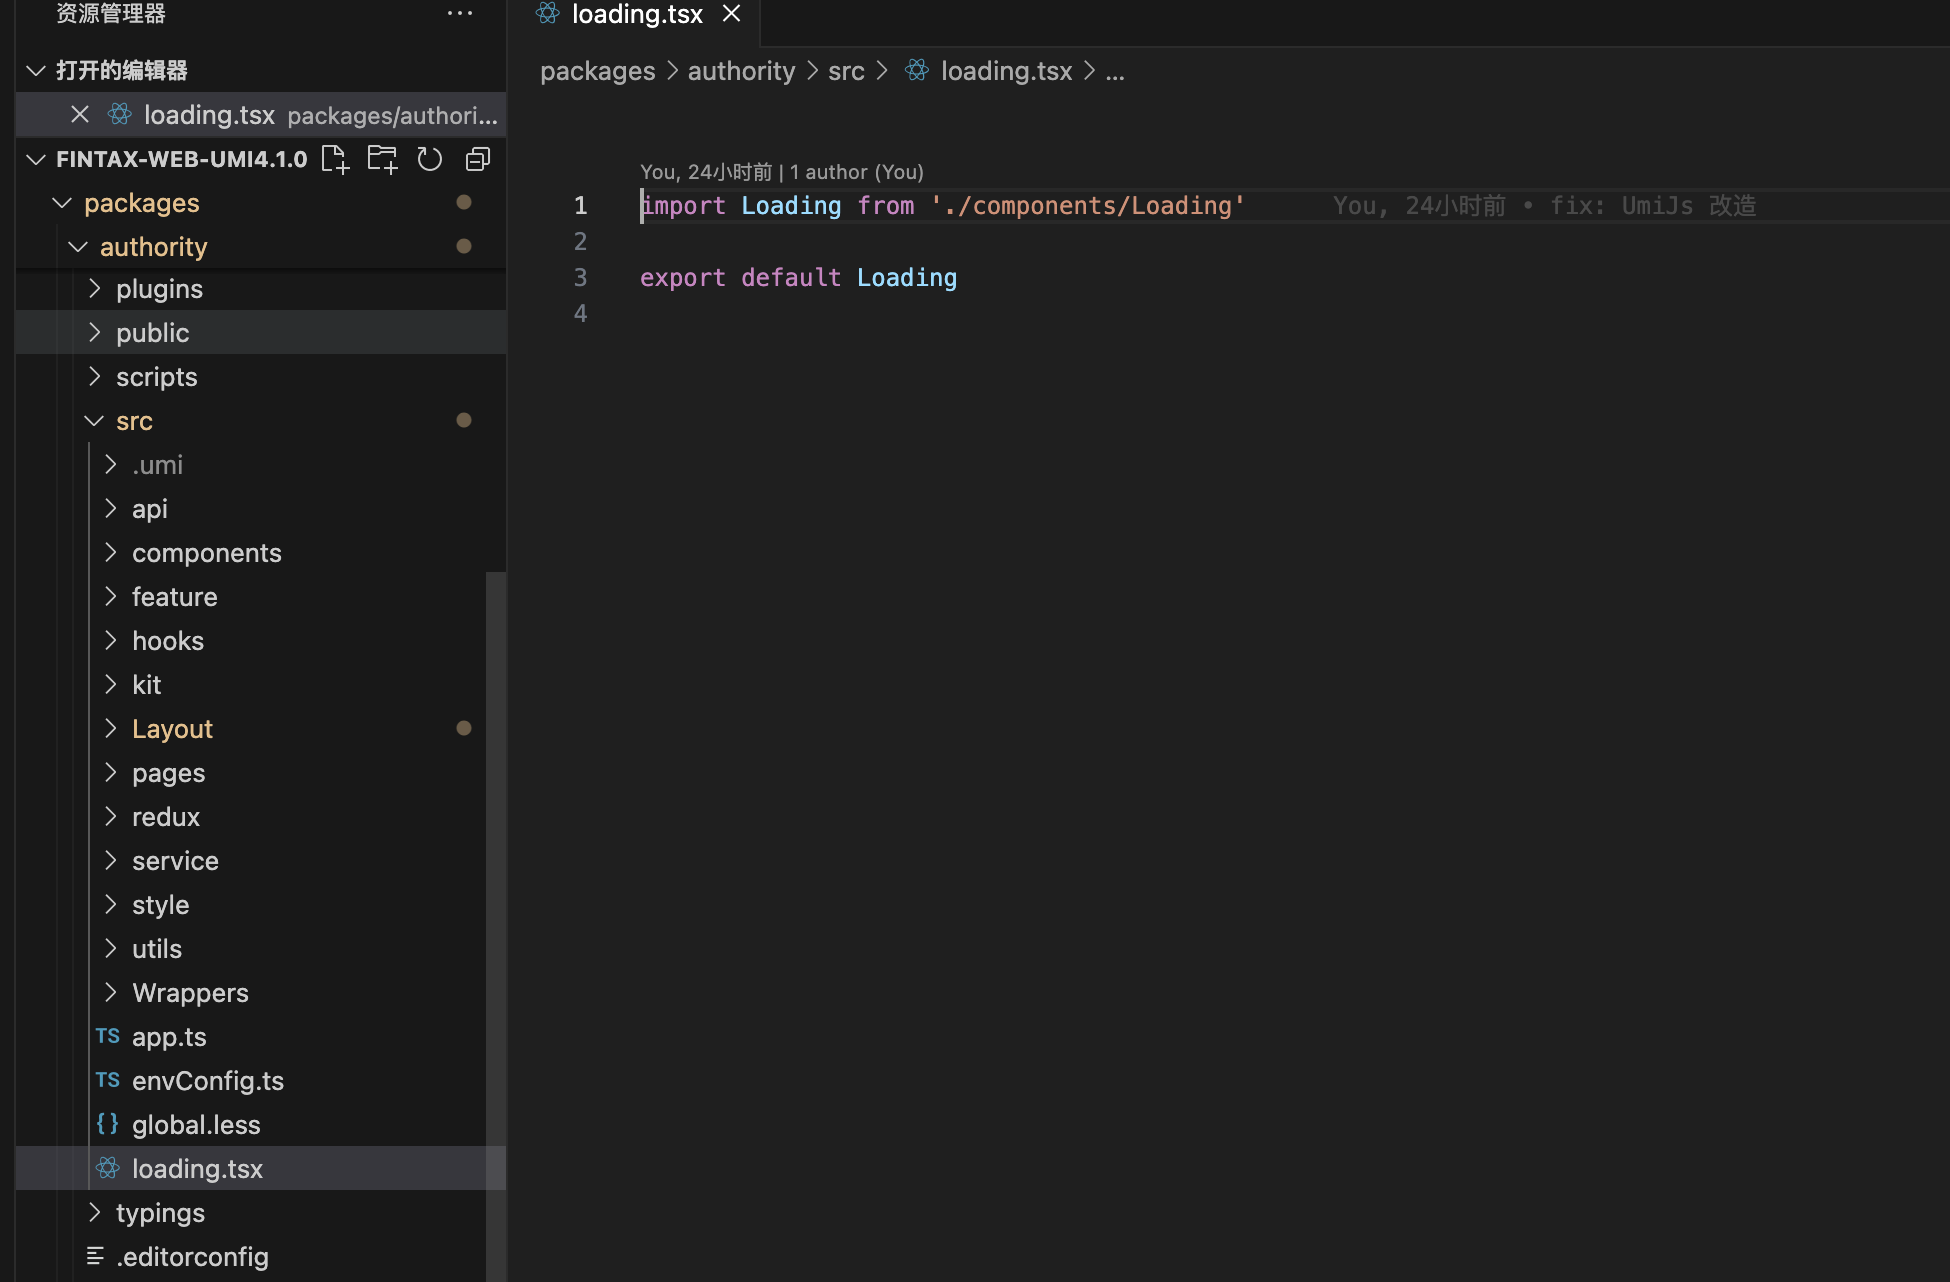 资源管理器
打开的编辑器
loading.tsx packages/authori...
FINTAX-WEB-UMI4.1.0
packages
authority
plugins
public
scripts
src
.umi
api
components
feature
hooks
kit
Layout
pages
redux
service
style
utils
Wrappers
TS app.ts
TS envConfig.ts
{} global.less
loading.tsx
typings
.editorconfig
loading.tsx
packages > authority > src > loading.tsx > ...
You, 24小时前 | 1 author (You)
1 import Loading from './components/Loading' You, 24小时前 • fix: UmiJs 改造
2
3 export default Loading
4